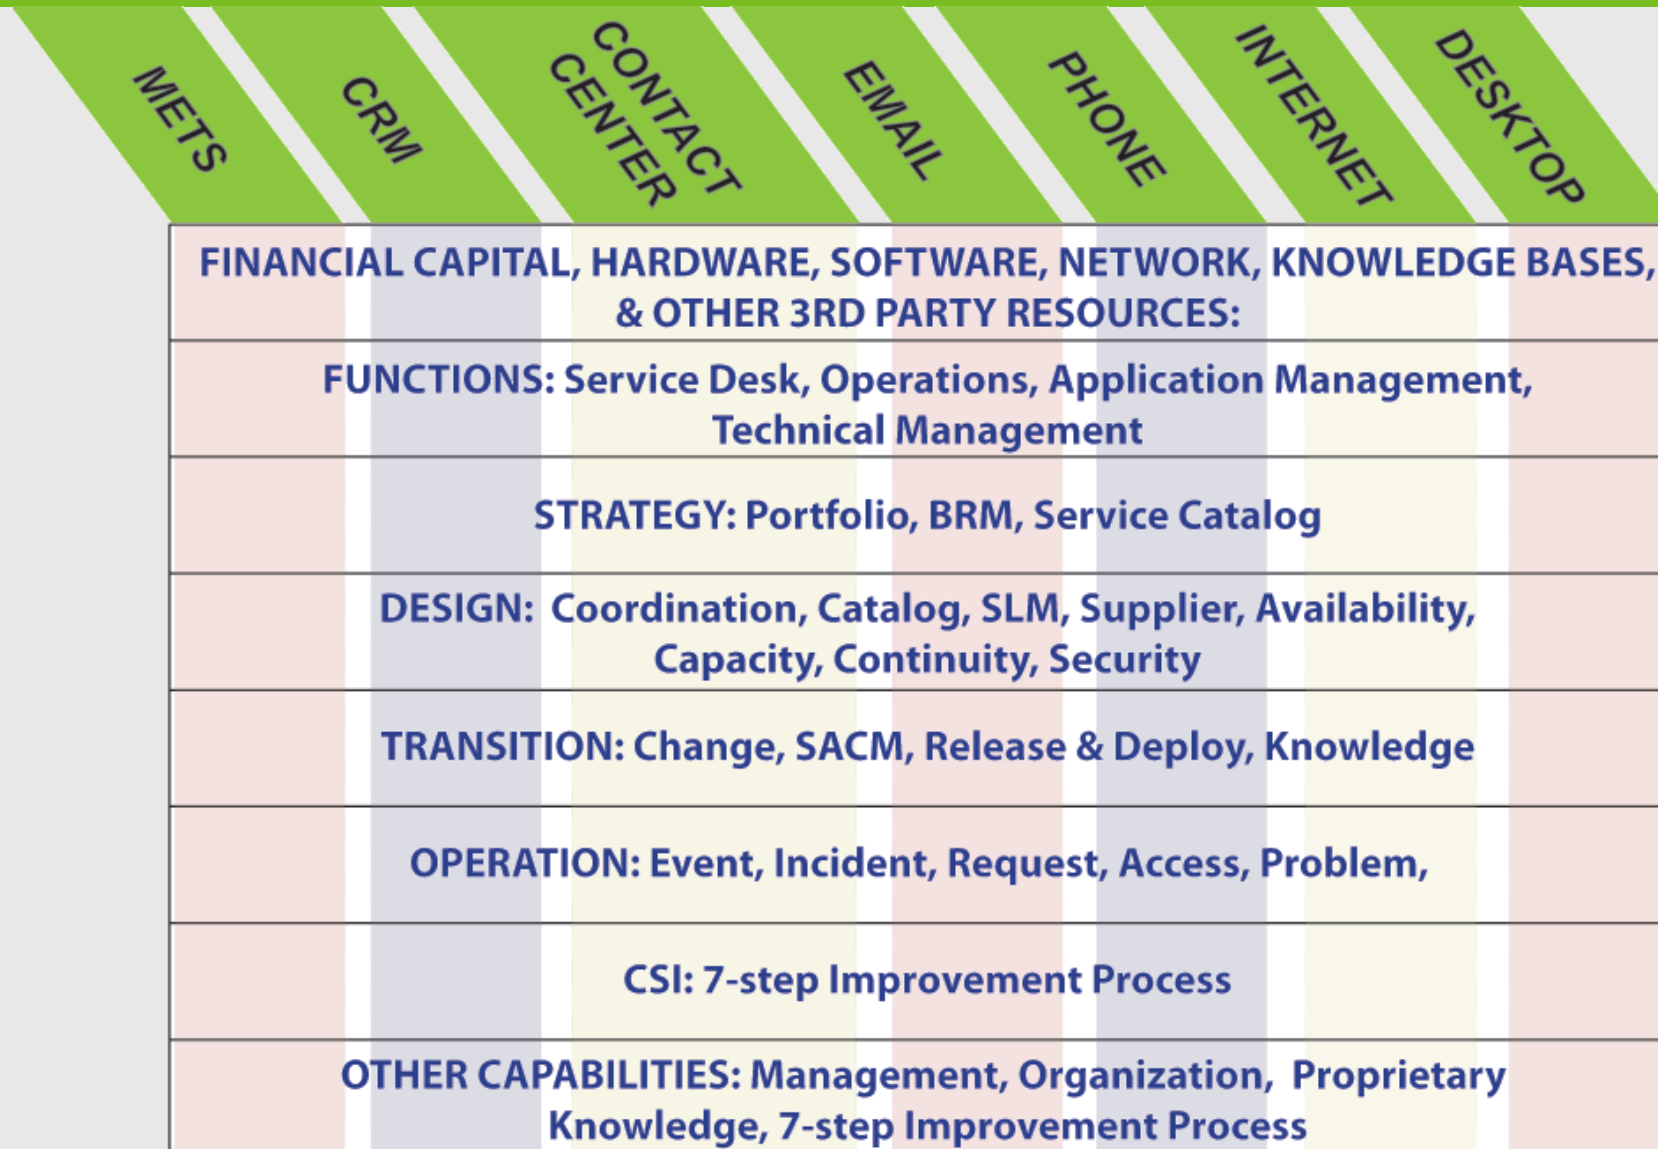 METS
CRM
CONTACT
CENTER
EMAIL
PHONE
INTERNET
DESKTOP
FINANCIAL CAPITAL, HARDWARE, SOFTWARE, NETWORK, KNOWLEDGE BASES,
& OTHER 3RD PARTY RESOURCES:
FUNCTIONS: Service Desk, Operations, Application Management,
Technical Management
STRATEGY: Portfolio, BRM, Service Catalog
DESIGN: Coordination, Catalog, SLM, Supplier, Availability,
Capacity, Continuity, Security
TRANSITION: Change, SACM, Release & Deploy, Knowledge
OPERATION: Event, Incident, Request, Access, Problem,
CSI: 7-step Improvement Process
OTHER CAPABILITIES: Management, Organization, Proprietary
Knowledge, 7-step Improvement Process